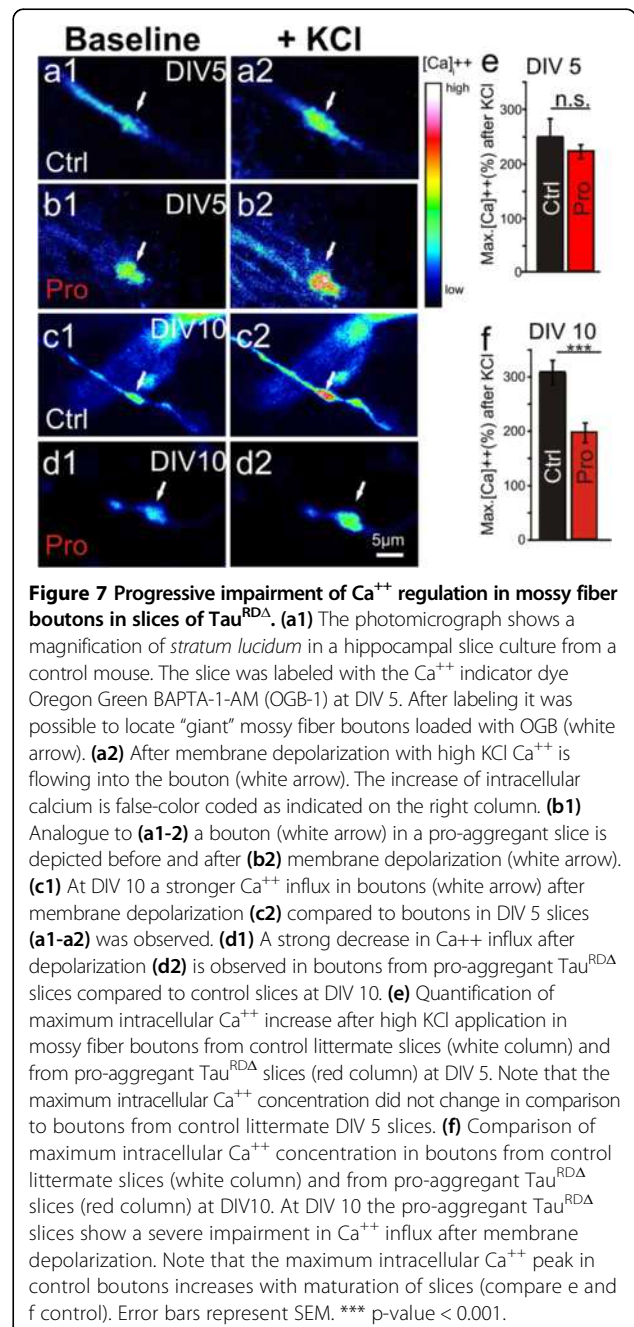 Baseline + KCl
a1 DIV5 a2 [Ca]i++ e DIV 5
high
n.s.
Ctrl
Max.[Ca]++(%) after KCl
300
200
100
0
Ctrl
Pro
b1 DIV5 b2
Pro
low
c1 DIV10 c2 f DIV 10
***
Ctrl
Max.[Ca]++(%) after KCl
300
200
100
0
Ctrl
Pro
d1 DIV10 d2
Pro
5µm
Figure 7 Progressive impairment of Ca++ regulation in mossy fiber
boutons in slices of TauRDΔ. (a1) The photomicrograph shows a
magnification of stratum lucidum in a hippocampal slice culture from a
control mouse. The slice was labeled with the Ca++ indicator dye
Oregon Green BAPTA-1-AM (OGB-1) at DIV 5. After labeling it was
possible to locate “giant” mossy fiber boutons loaded with OGB (white
arrow). (a2) After membrane depolarization with high KCl Ca++ is
flowing into the bouton (white arrow). The increase of intracellular
calcium is false-color coded as indicated on the right column. (b1)
Analogue to (a1-2) a bouton (white arrow) in a pro-aggregant slice is
depicted before and after (b2) membrane depolarization (white arrow).
(c1) At DIV 10 a stronger Ca++ influx in boutons (white arrow) after
membrane depolarization (c2) compared to boutons in DIV 5 slices
(a1-a2) was observed. (d1) A strong decrease in Ca++ influx after
depolarization (d2) is observed in boutons from pro-aggregant TauRDΔ
slices compared to control slices at DIV 10. (e) Quantification of
maximum intracellular Ca++ increase after high KCl application in
mossy fiber boutons from control littermate slices (white column) and
from pro-aggregant TauRDΔ slices (red column) at DIV 5. Note that the
maximum intracellular Ca++ concentration did not change in comparison
to boutons from control littermate DIV 5 slices. (f) Comparison of
maximum intracellular Ca++ concentration in boutons from control
littermate slices (white column) and from pro-aggregant TauRDΔ
slices (red column) at DIV10. At DIV 10 the pro-aggregant TauRDΔ
slices show a severe impairment in Ca++ influx after membrane
depolarization. Note that the maximum intracellular Ca++ peak in
control boutons increases with maturation of slices (compare e and
f control). Error bars represent SEM. *** p-value < 0.001.